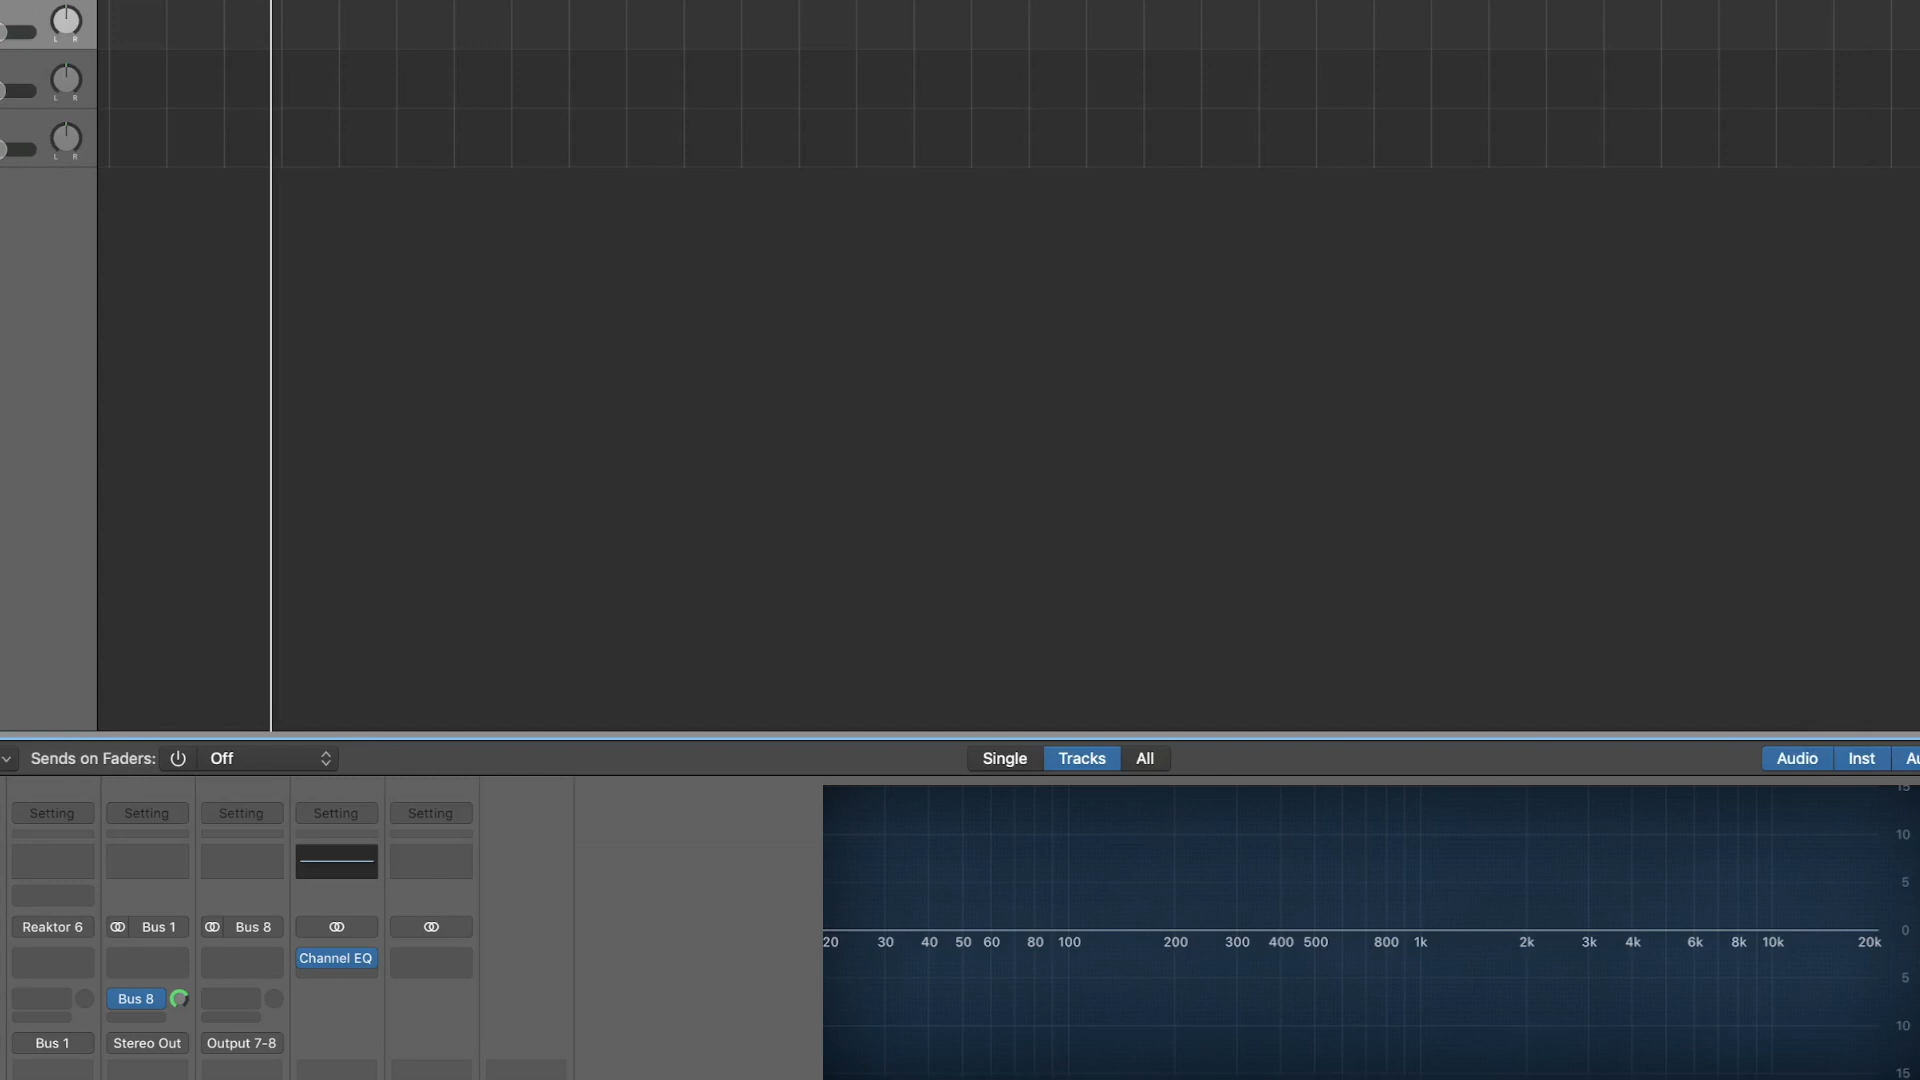 L R
L R
L R
Sends on Faders: Off
Single Tracks All
Audio Inst
Setting Setting Setting Setting Setting
Reaktor 6 Bus 1 Bus 8
Channel EQ
Bus 8
Bus 1 Stereo Out Output 7-8
15
10
5
0
20 30 40 50 60 80 100 200 300 400 500 800 1k 2k 3k 4k 6k 8k 10k 20k
5
10
15